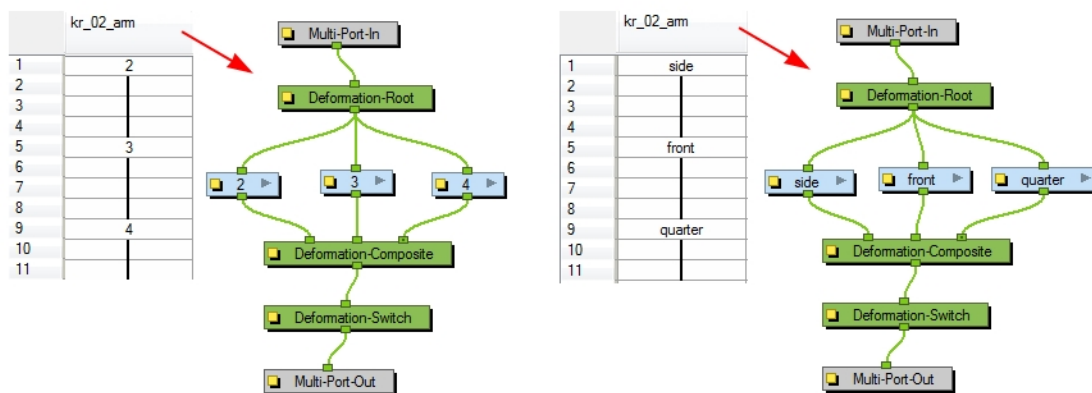 kr_02_arm
1 2
2
3
4
5 3
6
7
8
9 4
10
11
Multi-Port-In
Deformation-Root
2 3 4
Deformation-Composite
Deformation-Switch
Multi-Port-Out
kr_02_arm
1 side
2
3
4
5 front
6
7
8
9 quarter
10
11
Multi-Port-In
Deformation-Root
side front quarter
Deformation-Composite
Deformation-Switch
Multi-Port-Out